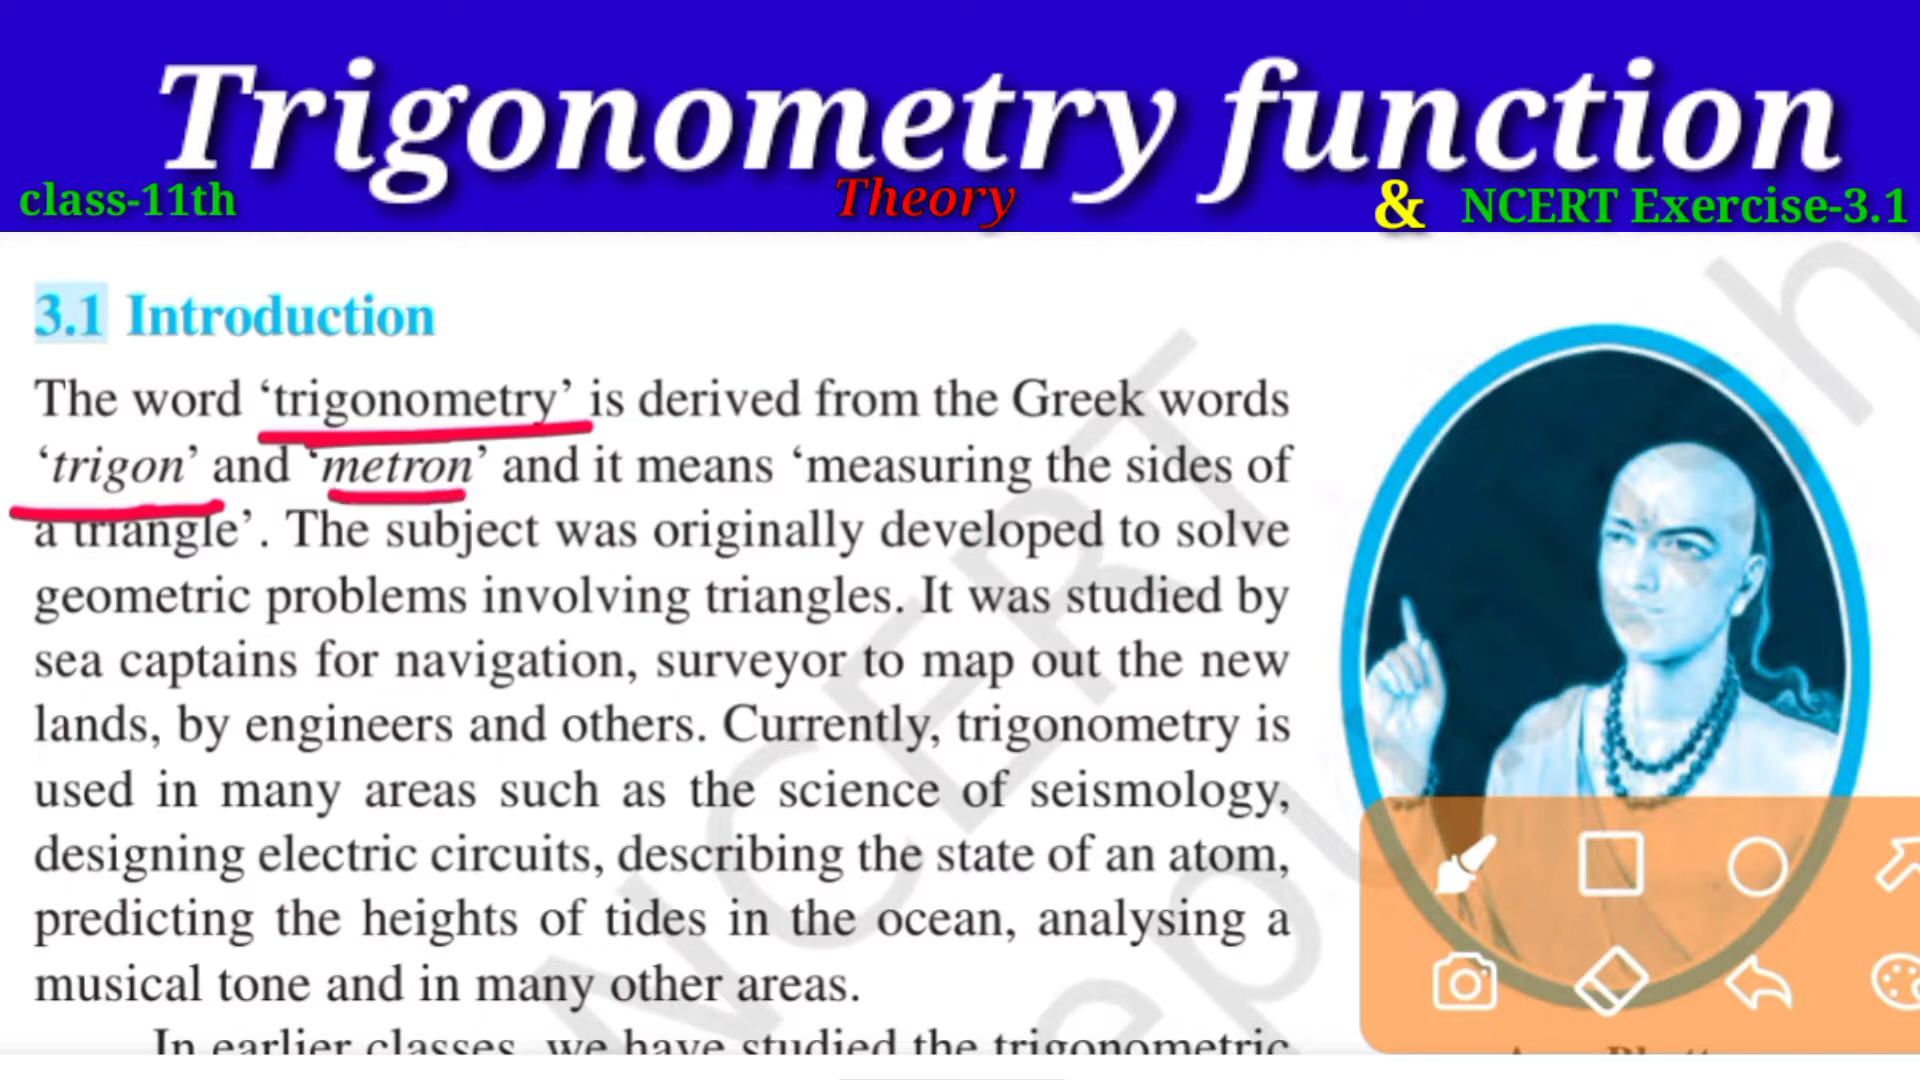 Trigonometry function
class-11th
Theory
& NCERT Exercise-3.1
3.1 Introduction
The word ‘trigonometry’ is derived from the Greek words
‘trigon’ and ‘metron’ and it means ‘measuring the sides of
a triangle’. The subject was originally developed to solve
geometric problems involving triangles. It was studied by
sea captains for navigation, surveyor to map out the new
lands, by engineers and others. Currently, trigonometry is
used in many areas such as the science of seismology,
designing electric circuits, describing the state of an atom,
predicting the heights of tides in the ocean, analysing a
musical tone and in many other areas.
In earlier classes, we have studied the trigonometric
NCERT